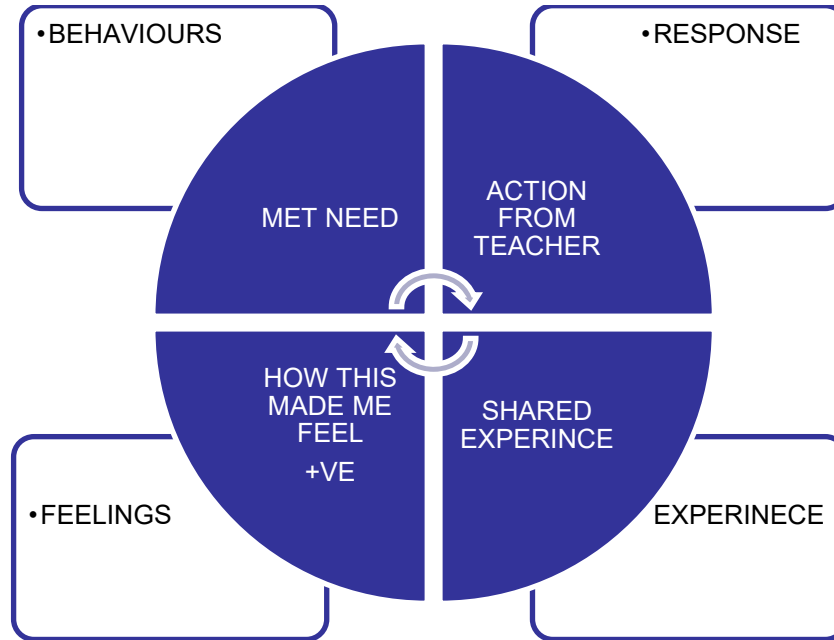 •BEHAVIOURS
•RESPONSE
MET NEED
ACTION
FROM
TEACHER
HOW THIS
MADE ME
FEEL
+VE
SHARED
EXPERINCE
•FEELINGS
EXPERINECE